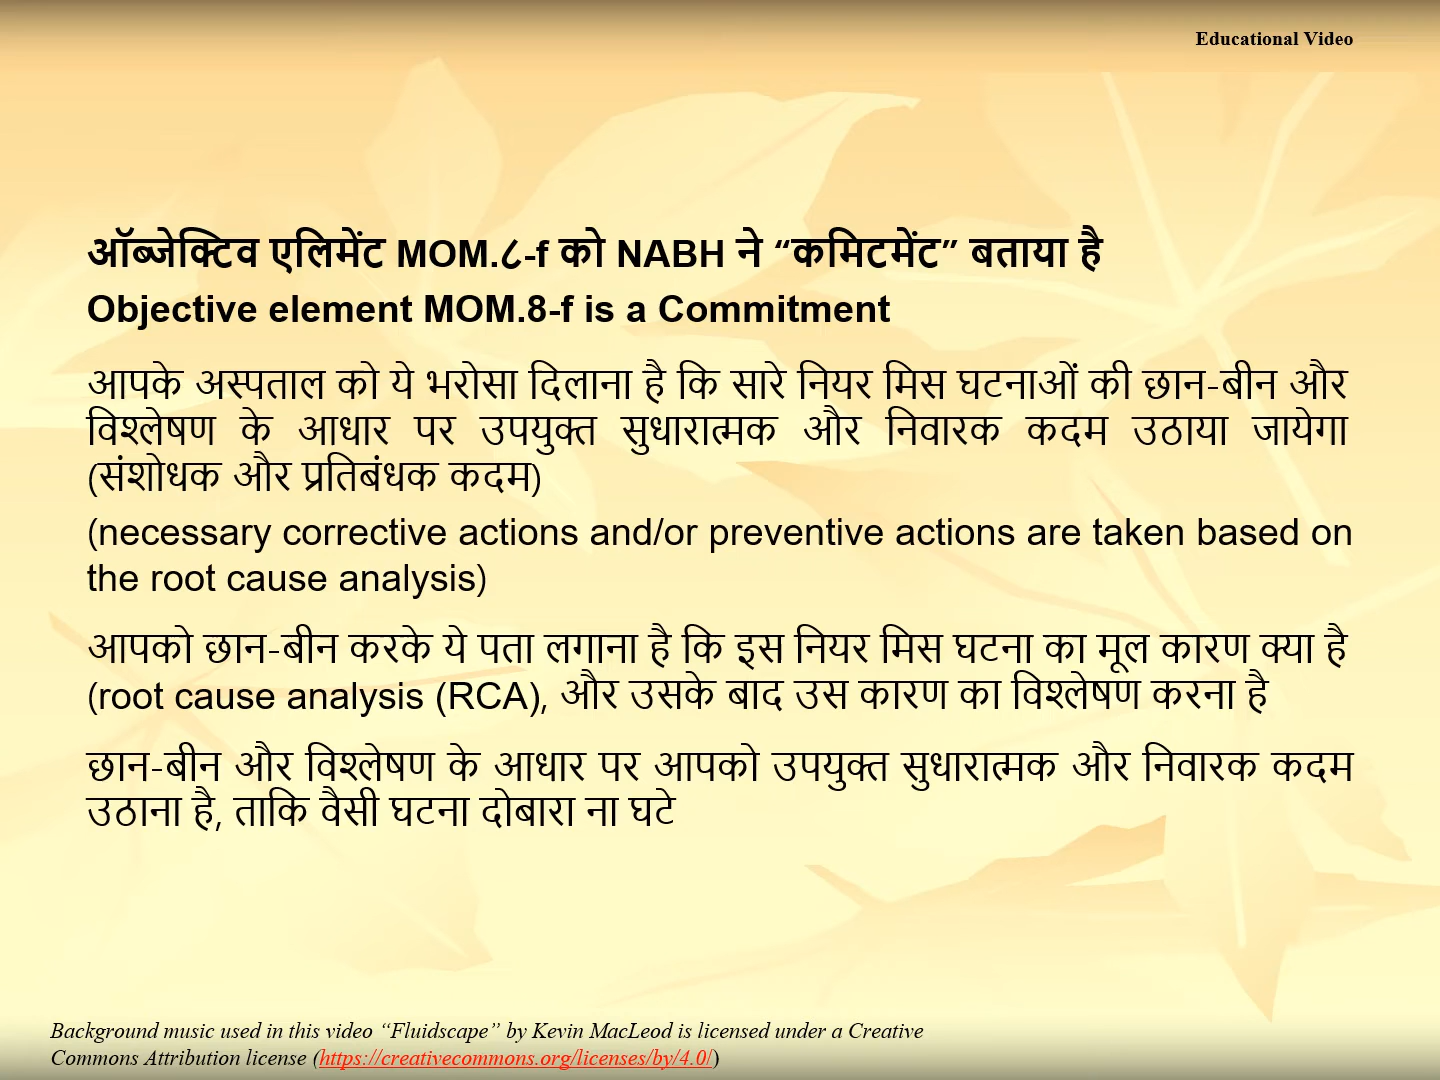 Educational Video
ऑब्जेक्टिव एलिमेंट MOM.८-f को NABH ने “कमिटमेंट” बताया है
Objective element MOM.8-f is a Commitment
आपके अस्पताल को ये भरोसा दिलाना है कि सारे नियर मिस घटनाओं की छान-बीन और
विश्लेषण के आधार पर उपयुक्त सुधारात्मक और निवारक कदम उठाया जायेगा
(संशोधक और प्रतिबंधक कदम)
(necessary corrective actions and/or preventive actions are taken based on
the root cause analysis)
आपको छान-बीन करके ये पता लगाना है कि इस नियर मिस घटना का मूल कारण क्या है
(root cause analysis (RCA), और उसके बाद उस कारण का विश्लेषण करना है
छान-बीन और विश्लेषण के आधार पर आपको उपयुक्त सुधारात्मक और निवारक कदम
उठाना है, ताकि वैसी घटना दोबारा ना घटे
Background music used in this video “Fluidscape” by Kevin MacLeod is licensed under a Creative
Commons Attribution license (https://creativecommons.org/licenses/by/4.0/)